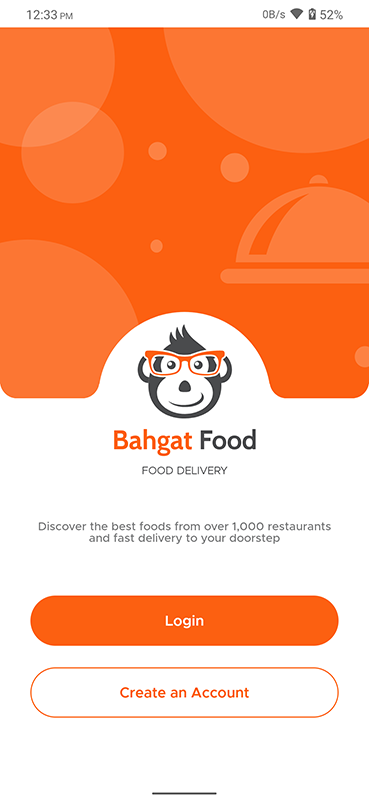 12:33 PM 0B/s 52%
Bahgat Food
FOOD DELIVERY
Discover the best foods from over 1,000 restaurants
and fast delivery to your doorstep
Login
Create an Account